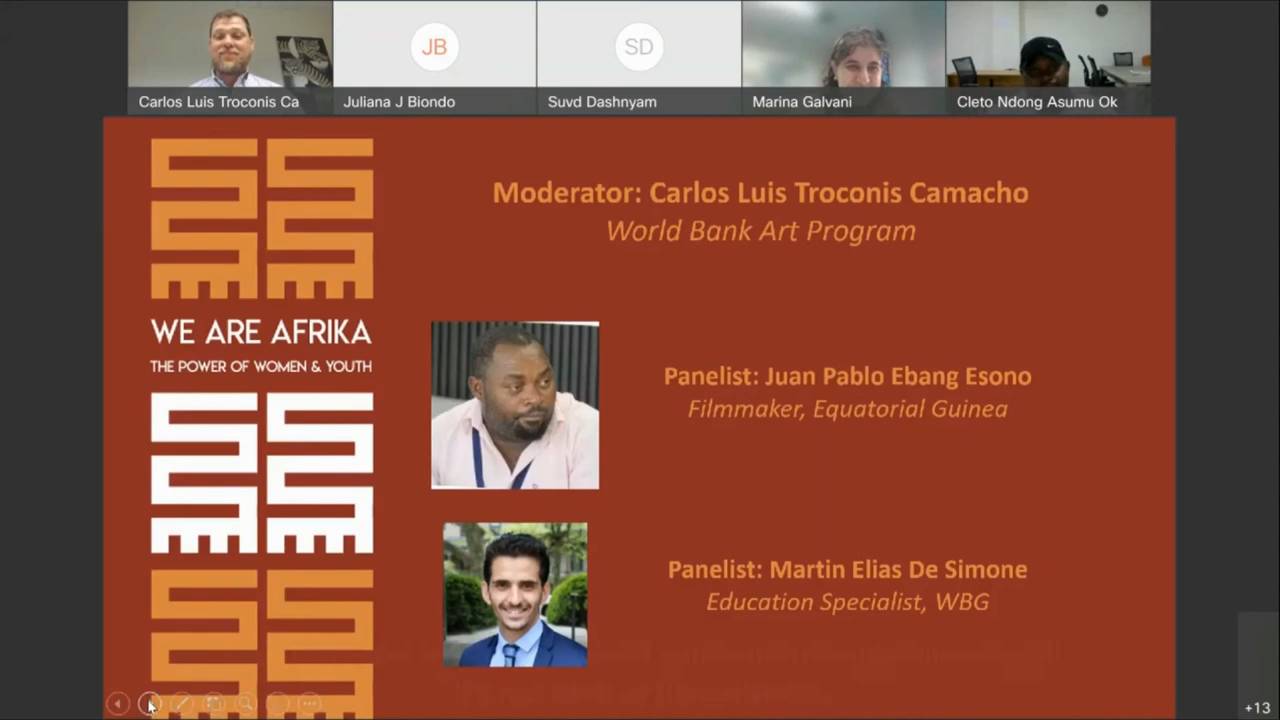 JB
SD
Carlos Luis Troconis Ca
Juliana J Biondo
Suvd Dashnyam
Marina Galvani
Cleto Ndong Asumu Ok
Moderator: Carlos Luis Troconis Camacho
World Bank Art Program
WE ARE AFRIKA
THE POWER OF WOMEN & YOUTH
Panelist: Juan Pablo Ebang Esono
Filmmaker, Equatorial Guinea
Panelist: Martin Elias De Simone
Education Specialist, WBG
+13